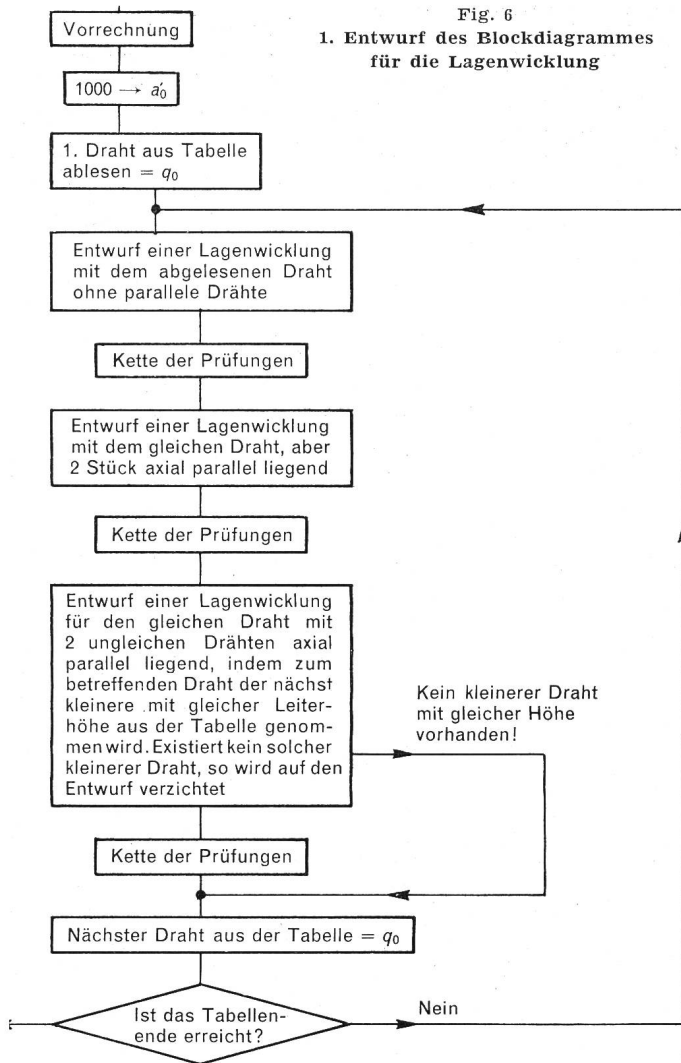 Fig. 6
1. Entwurf des Blockdiagrammes
für die Lagenwicklung
Vorrechnung
1000 → a′₀
1. Draht aus Tabelle
ablesen = q₀
Entwurf einer Lagenwicklung
mit dem abgelesenen Draht
ohne parallele Drähte
Kette der Prüfungen
Entwurf einer Lagenwicklung
mit dem gleichen Draht, aber
2 Stück axial parallel liegend
Kette der Prüfungen
Entwurf einer Lagenwicklung
für den gleichen Draht mit
2 ungleichen Drähten axial
parallel liegend, indem zum
betreffenden Draht der nächst
kleinere mit gleicher Leiter-
höhe aus der Tabelle genom-
men wird. Existiert kein solcher
kleinerer Draht, so wird auf den
Entwurf verzichtet
Kein kleinerer Draht
mit gleicher Höhe
vorhanden!
Kette der Prüfungen
Nächster Draht aus der Tabelle = q₀
Ist das Tabellen-
ende erreicht?
Nein